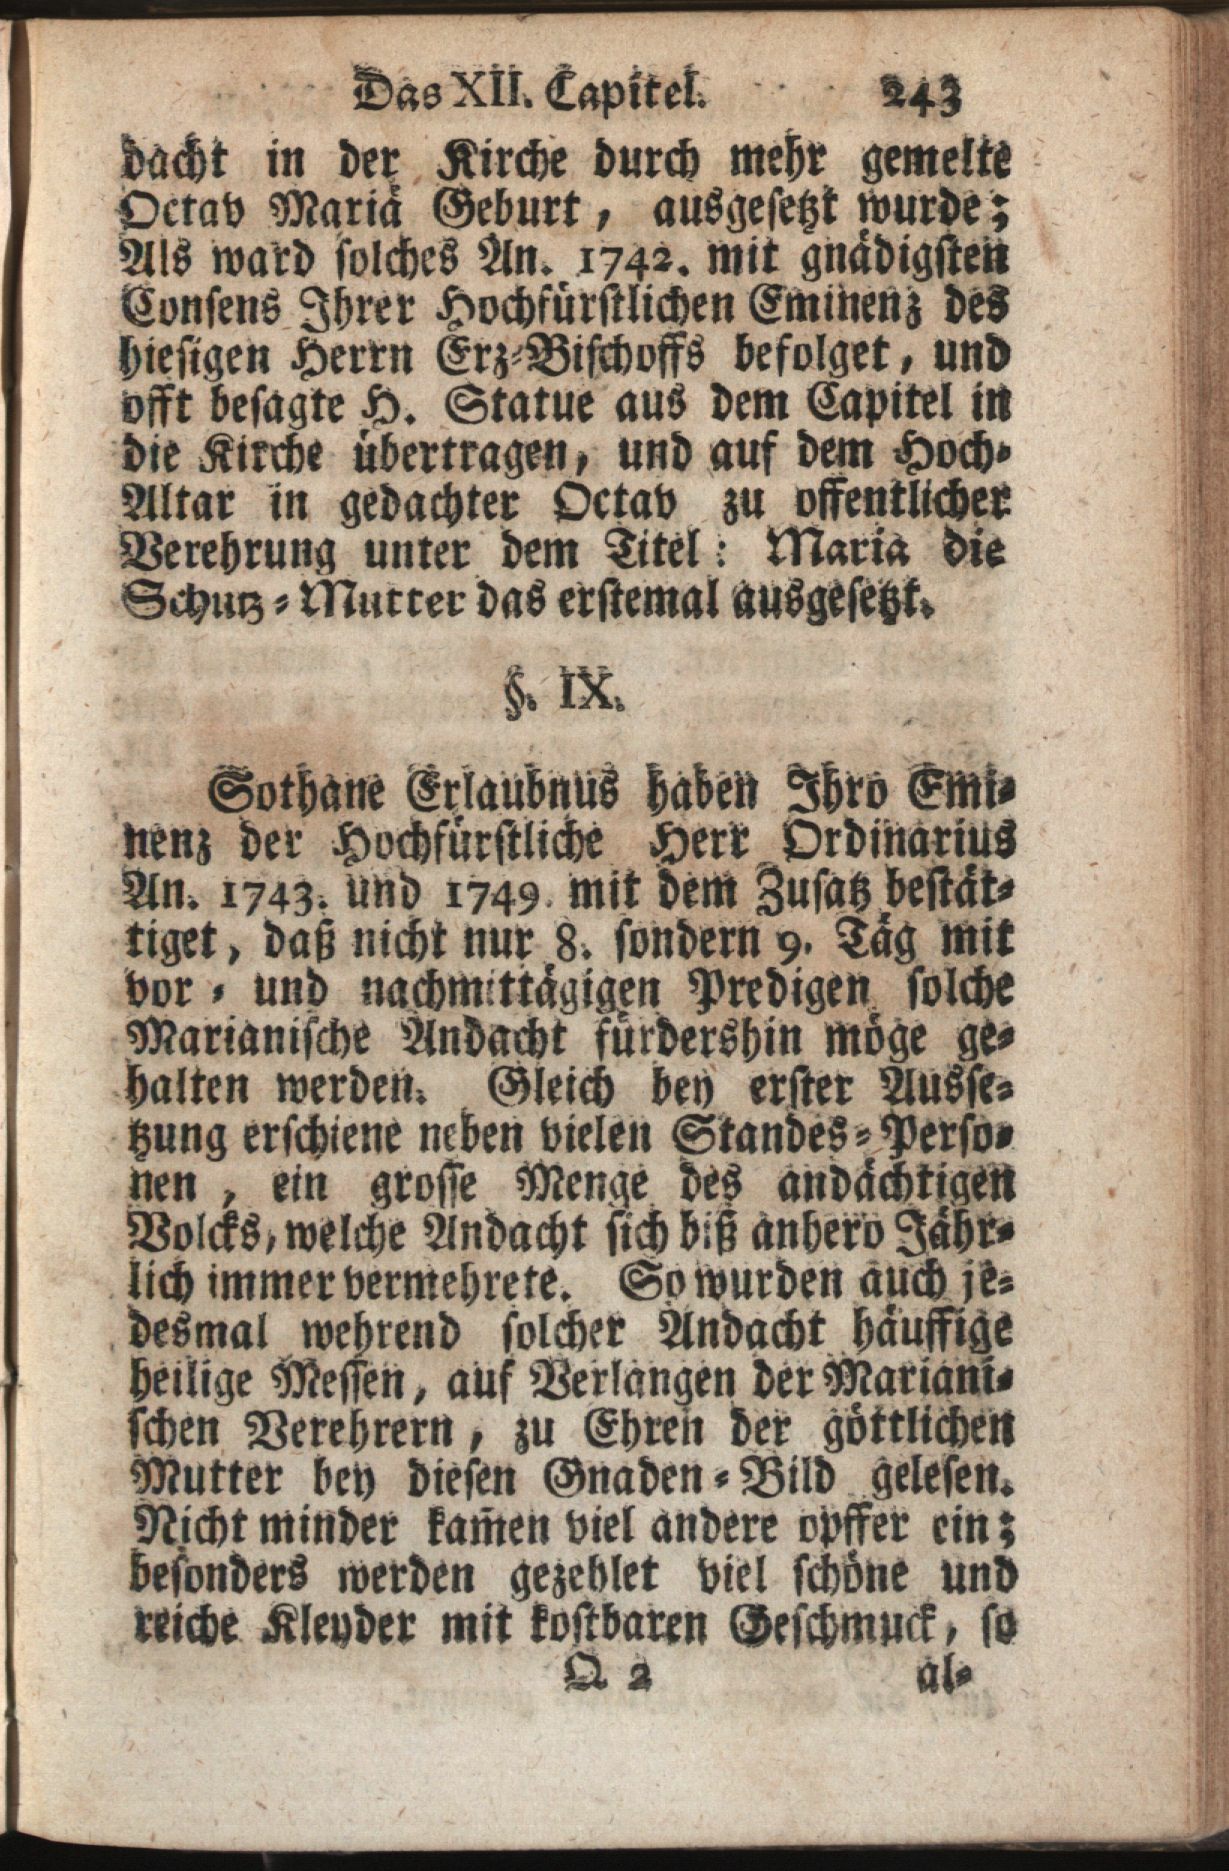 Das XII. Capitel. 243
dacht in der Kirche durch mehr gemelte
Octav Mariä Geburt, ausgesetzt wurde;
Als ward solches An. 1742. mit gnädigsten
Consens Ihrer Hochfürstlichen Eminenz des
hiesigen Herrn Erz-Bischoffs befolget, und
offt besagte H. Statue aus dem Capitel in
die Kirche übertragen, und auf dem Hoch-
Altar in gedachter Octav zu offentlicher
Verehrung unter dem Titel: Maria die
Schutz-Mutter das erstemal ausgesetzt.
§. IX.
Sothane Erlaubnus haben Ihro Emi-
nenz der Hochfürstliche Herr Ordinarius
An. 1743. und 1749. mit dem Zusatz bestät-
tiget, daß nicht nur 8. sondern 9. Täg mit
vor- und nachmittägigen Predigen solche
Marianische Andacht fürdershin möge ge-
halten werden. Gleich bey erster Ausse-
tzung erschiene neben vielen Standes-Perso-
nen, ein grosse Menge des andächtigen
Volcks, welche Andacht sich biß anhero Jähr-
lich immer vermehrete. So wurden auch je-
desmal wehrend solcher Andacht häuffige
heilige Messen, auf Verlangen der Mariani-
schen Verehrern, zu Ehren der göttlichen
Mutter bey diesen Gnaden-Bild gelesen.
Nicht minder kam̄en viel andere opffer ein;
besonders werden gezehlet viel schöne und
reiche Kleyder mit kostbaren Geschmuck, so
Q 2 al-